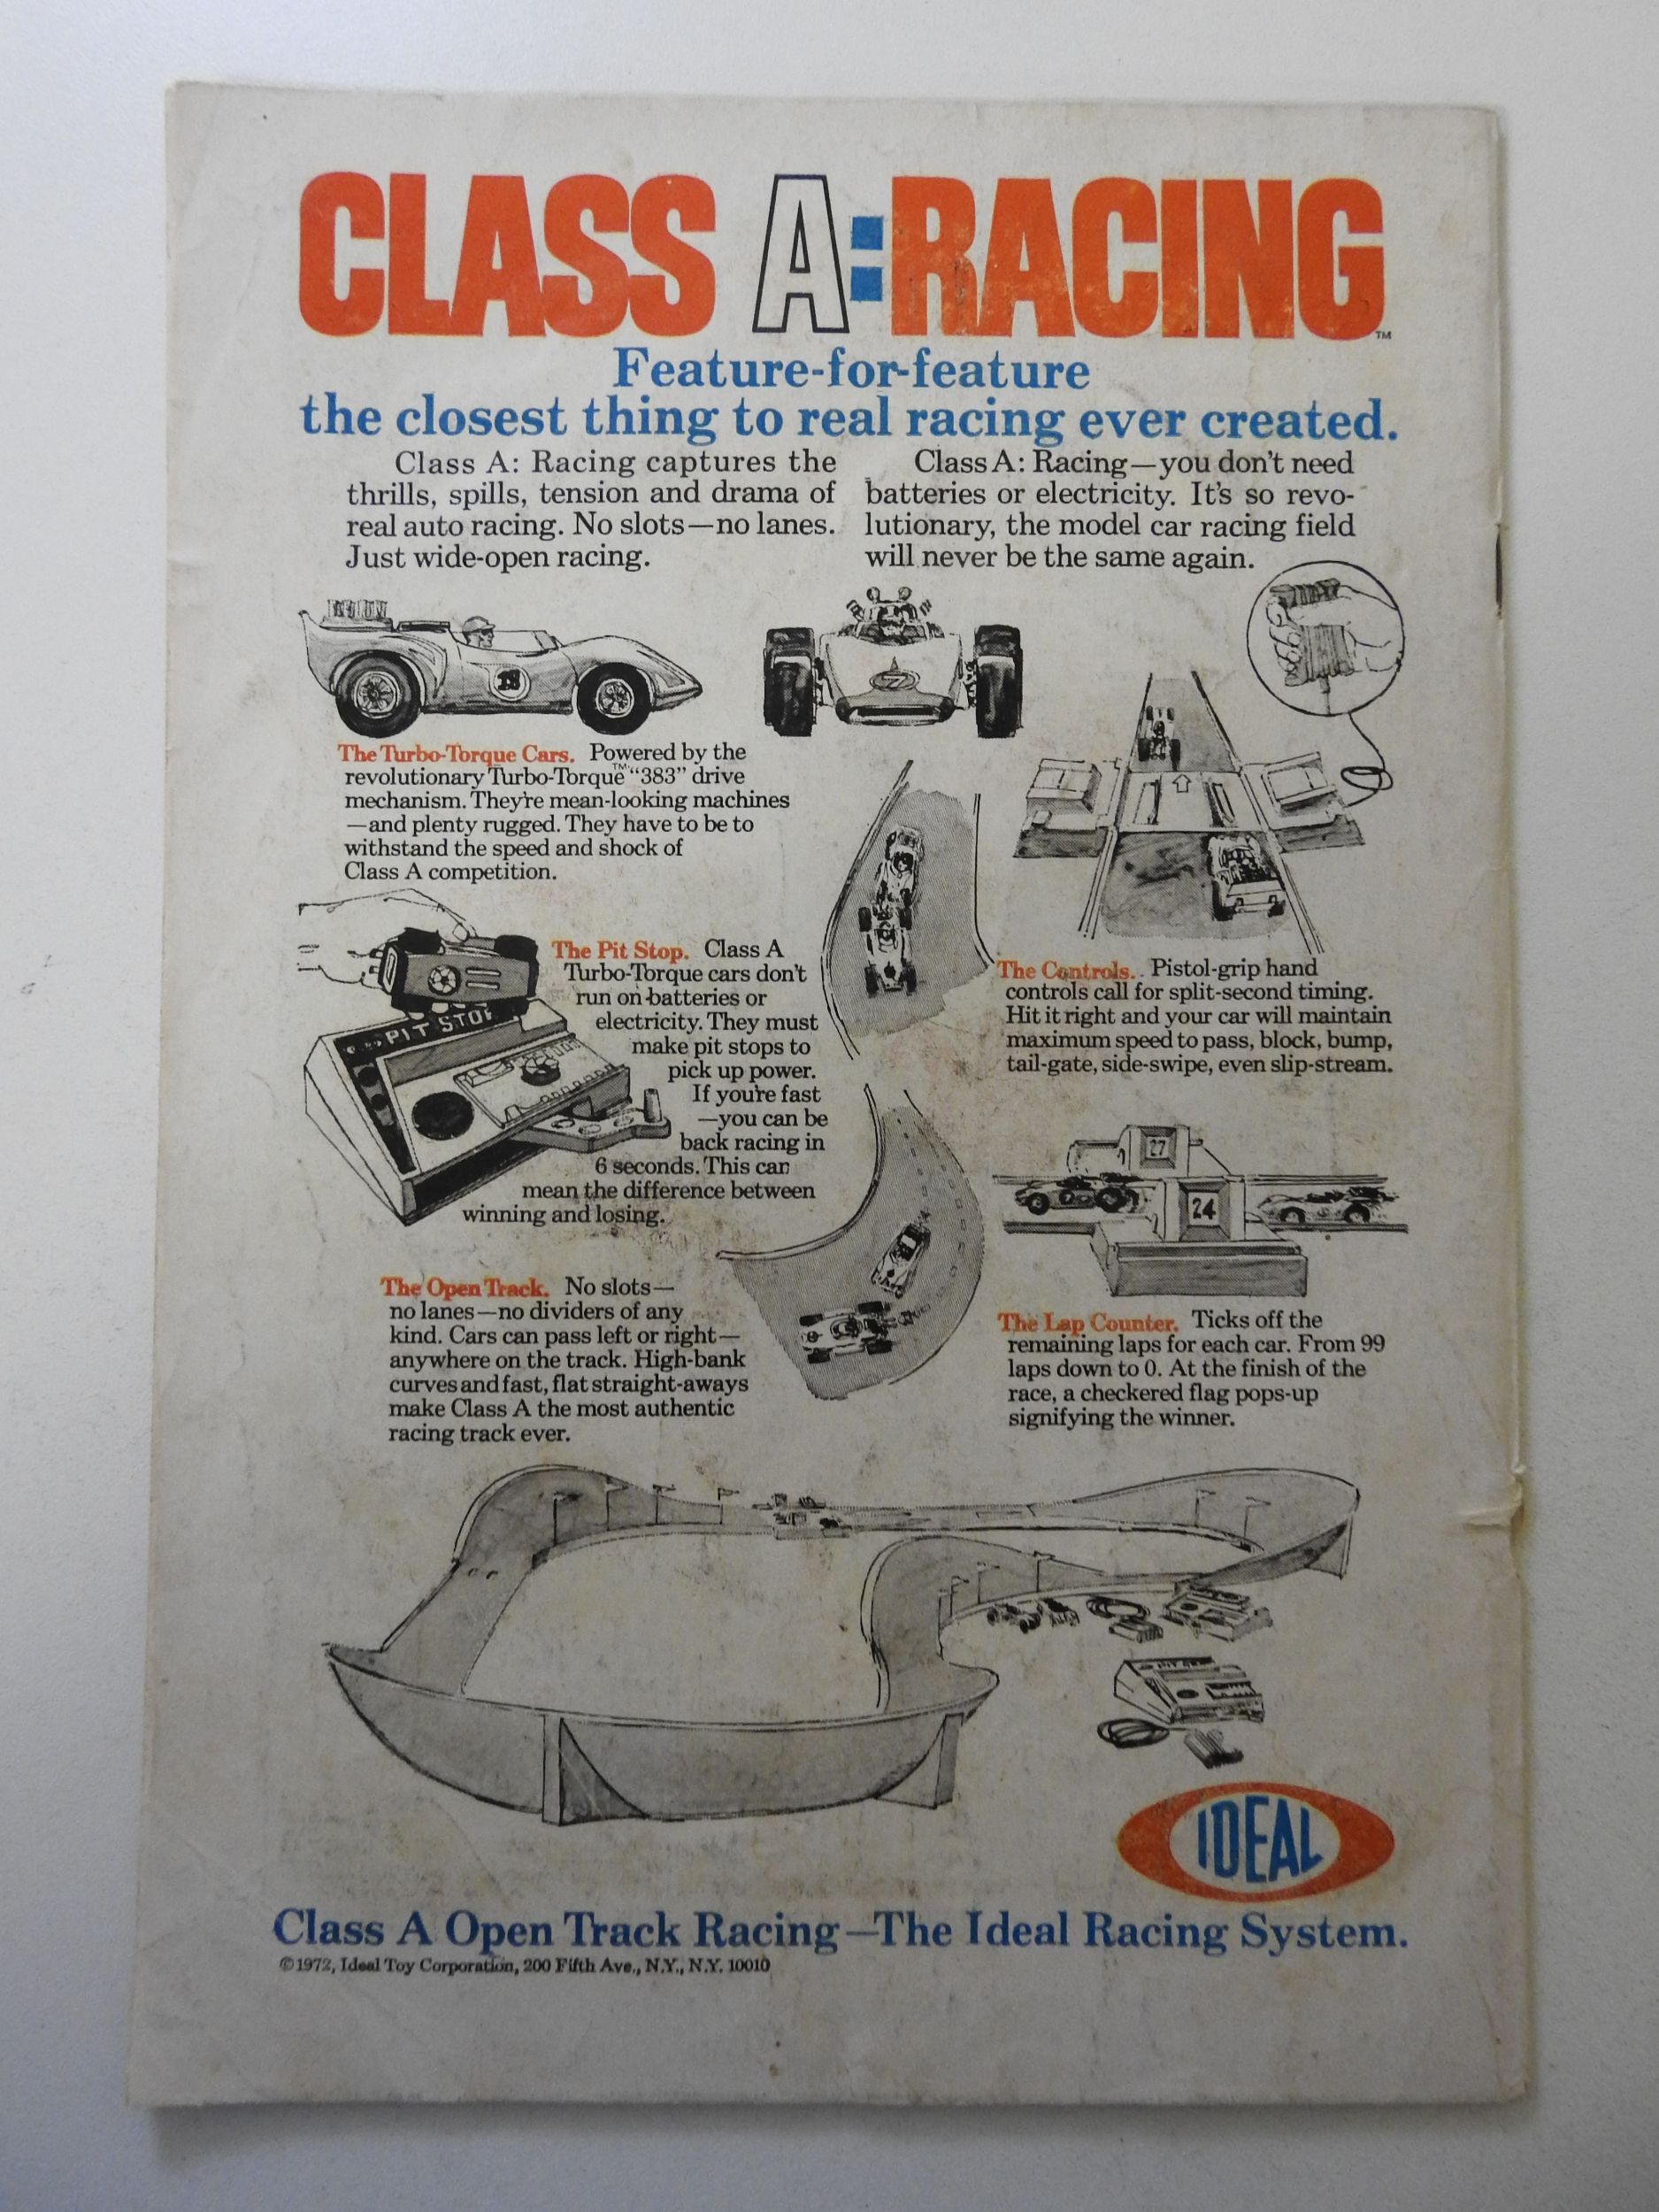 CLASS A:RACING
™
Feature-for-feature
the closest thing to real racing ever created.
Class A: Racing captures the
thrills, spills, tension and drama of
real auto racing. No slots—no lanes.
Just wide-open racing.
Class A: Racing—you don't need
batteries or electricity. It's so revo-
lutionary, the model car racing field
will never be the same again.
The Turbo-Torque Cars. Powered by the
revolutionary Turbo-Torque™ "383" drive
mechanism. They're mean-looking machines
—and plenty rugged. They have to be to
withstand the speed and shock of
Class A competition.
The Pit Stop. Class A
Turbo-Torque cars don't
run on batteries or
electricity. They must
make pit stops to
pick up power.
If you're fast
—you can be
back racing in
6 seconds. This can
mean the difference between
winning and losing.
PIT STOP
The Controls. Pistol-grip hand
controls call for split-second timing.
Hit it right and your car will maintain
maximum speed to pass, block, bump,
tail-gate, side-swipe, even slip-stream.
27
24
The Open Track. No slots—
no lanes—no dividers of any
kind. Cars can pass left or right—
anywhere on the track. High-bank
curves and fast, flat straight-aways
make Class A the most authentic
racing track ever.
The Lap Counter. Ticks off the
remaining laps for each car. From 99
laps down to 0. At the finish of the
race, a checkered flag pops-up
signifying the winner.
IDEAL
Class A Open Track Racing—The Ideal Racing System.
©1972, Ideal Toy Corporation, 200 Fifth Ave., N.Y., N.Y. 10010